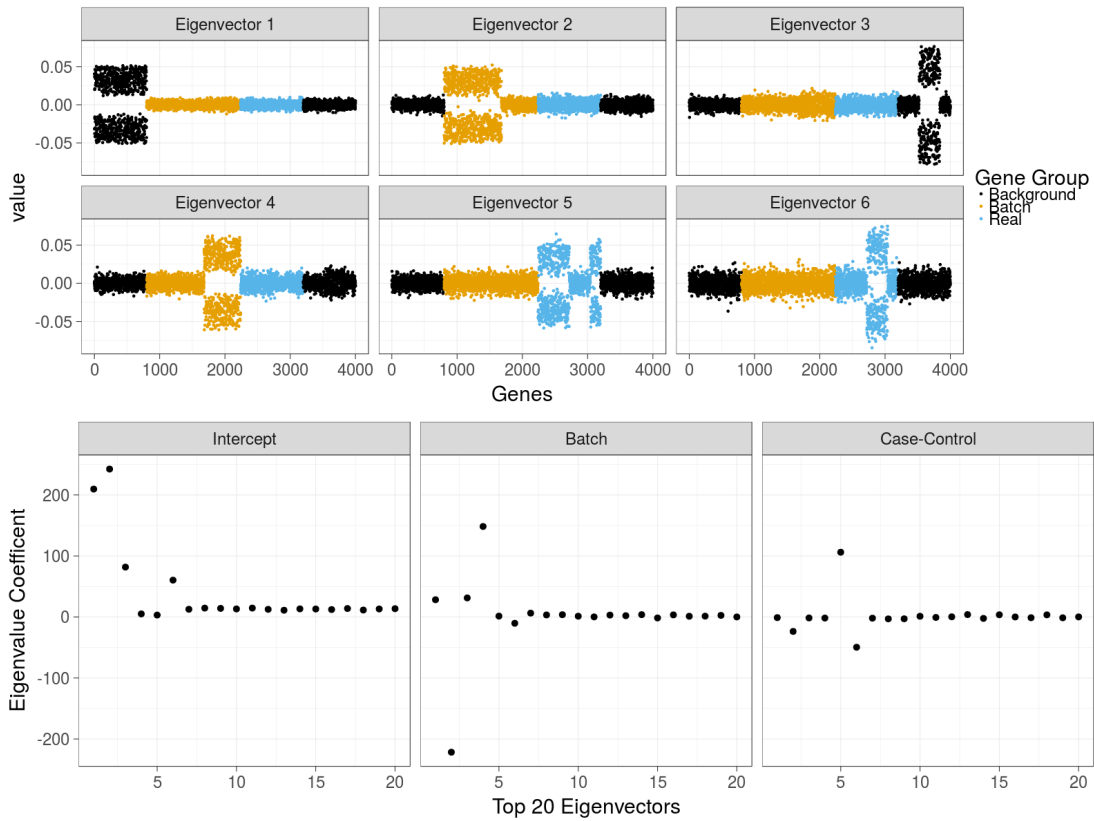 Eigenvector 1 Eigenvector 2 Eigenvector 3
0.05
0.00
-0.05
Eigenvector 4 Eigenvector 5 Eigenvector 6
0.05
0.00
-0.05
0 1000 2000 3000 4000 0 1000 2000 3000 4000 0 1000 2000 3000 4000
value
Genes
Gene Group
Background
Batch
Real
Intercept Batch Case-Control
200
100
0
-100
-200
5 10 15 20 5 10 15 20 5 10 15 20
Eigenvalue Coefficent
Top 20 Eigenvectors